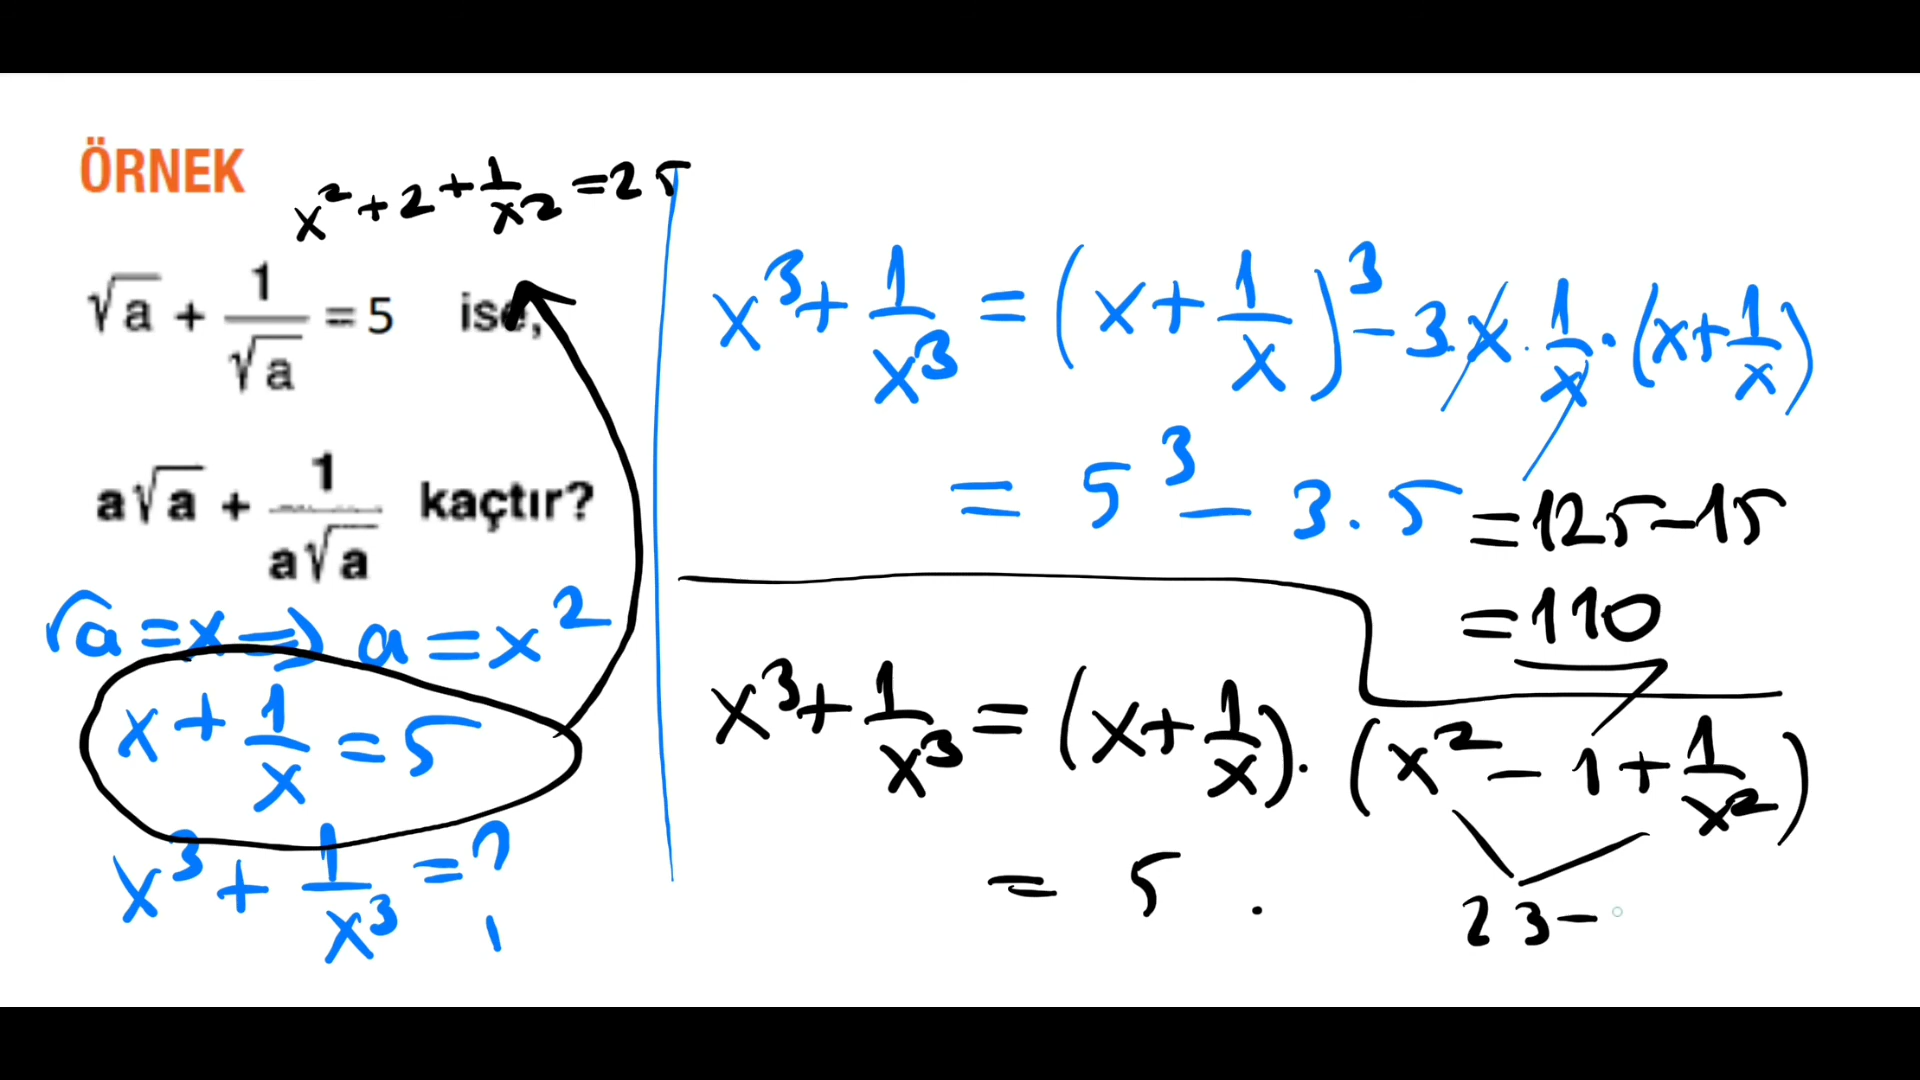 ÖRNEK
x² + 2 + 1/x² = 25
√a + 1/√a = 5 ise,
a√a + 1/(a√a) kaçtır?
√a = x ⇒ a = x²
x + 1/x = 5
x³ + 1/x³ = ?
x³ + 1/x³ = (x + 1/x)³ − 3.x.1/x.(x + 1/x)
= 5³ − 3.5 = 125 − 15
= 110
x³ + 1/x³ = (x + 1/x).(x² − 1 + 1/x²)
= 5 .
23 −